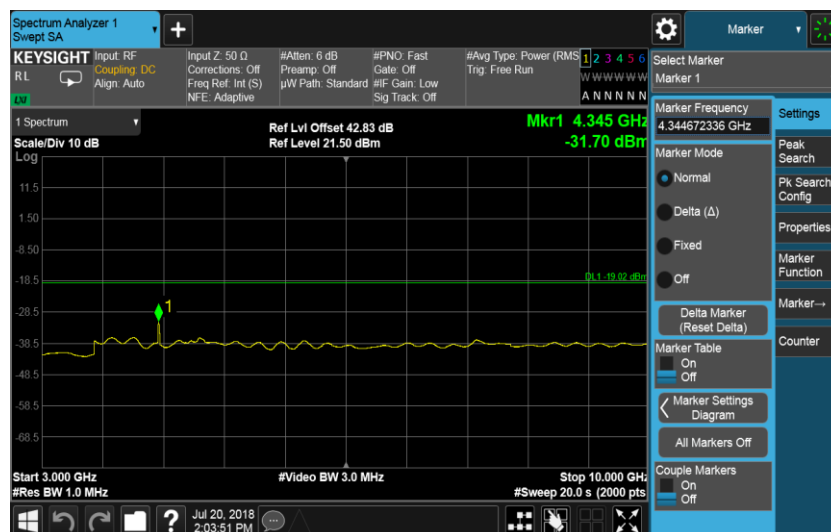 Spectrum Analyzer 1
Swept SA
Marker
KEYSIGHT
RL
LXI
Input: RF
Coupling: DC
Align: Auto
Input Z: 50 Ω
Corrections: Off
Freq Ref: Int (S)
NFE: Adaptive
#Atten: 6 dB
Preamp: Off
µW Path: Standard
#PNO: Fast
Gate: Off
#IF Gain: Low
Sig Track: Off
#Avg Type: Power (RMS
Trig: Free Run
1 2 3 4 5 6
W W W W W W
A N N N N N
Select Marker
Marker 1
1 Spectrum
Scale/Div 10 dB
Log
Ref Lvl Offset 42.83 dB
Ref Level 21.50 dBm
Mkr1 4.345 GHz
-31.70 dBm
11.5
1.50
-8.50
-18.5
-28.5
-38.5
-48.5
-58.5
-68.5
DL1 -19.02 dBm
1
Start 3.000 GHz
#Res BW 1.0 MHz
#Video BW 3.0 MHz
Stop 10.000 GHz
#Sweep 20.0 s (2000 pts)
Marker Frequency
4.344672336 GHz
Marker Mode
Normal
Delta (Δ)
Fixed
Off
Delta Marker
(Reset Delta)
Marker Table
On
Off
Marker Settings
Diagram
All Markers Off
Couple Markers
On
Off
Settings
Peak
Search
Pk Search
Config
Properties
Marker
Function
Marker→
Counter
?
Jul 20, 2018
2:03:51 PM